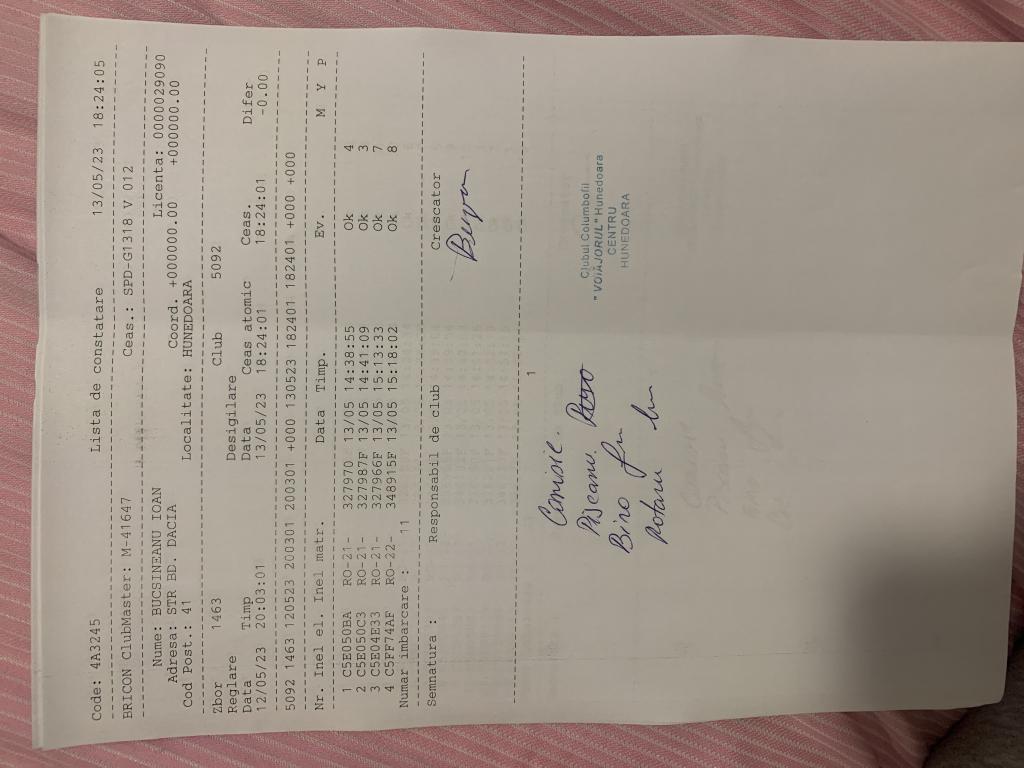 Code: 4A3245 Lista de constatare 13/05/23 18:24:05
BRICON ClubMaster: M-41647 Ceas.: SPD-G1318 V 012
Nume: BUCSINEANU IOAN Licenta: 0000029090
Adresa: STR BD. DACIA Coord. +000000.00 +000000.00
Cod Post.: 41 Localitate: HUNEDOARA
Zbor 1463 Club 5092
Reglare Desigilare
Data Timp Data Ceas atomic Ceas. Difer
12/05/23 20:03:01 13/05/23 18:24:01 18:24:01 -0.00
5092 1463 120523 200301 200301 +000 130523 182401 182401 +000 +000
Nr. Inel el. Inel matr. Data Timp. Ev. M Y P
1 C5E050BA RO-21- 327970 13/05 14:38:55 Ok 4
2 C5E050C3 RO-21- 327987F 13/05 14:41:09 Ok 3
3 C5E04E33 RO-21- 327966F 13/05 15:13:33 Ok 7
4 C5FF74AF RO-22- 348915F 13/05 15:18:02 Ok 8
Numar imbarcare : 11
Semnatura : Responsabil de club Crescator
1
Comisie.
Piseanu.
Biro
Rotaru
Clubul Columbofil
"VOIAJORUL" Hunedoara
CENTRU
HUNEDOARA